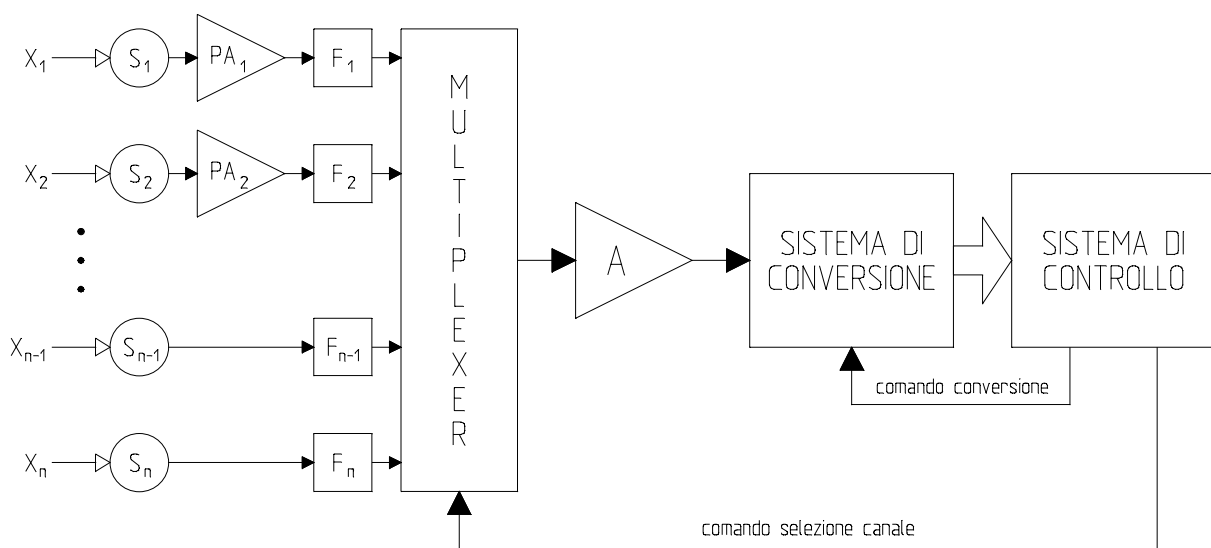 X1 S1 PA1 F1
X2 S2 PA2 F2
Xn-1 Sn-1 Fn-1
Xn Sn Fn
MULTIPLEXER
A
SISTEMA DI
CONVERSIONE
SISTEMA DI
CONTROLLO
comando conversione
comando selezione canale